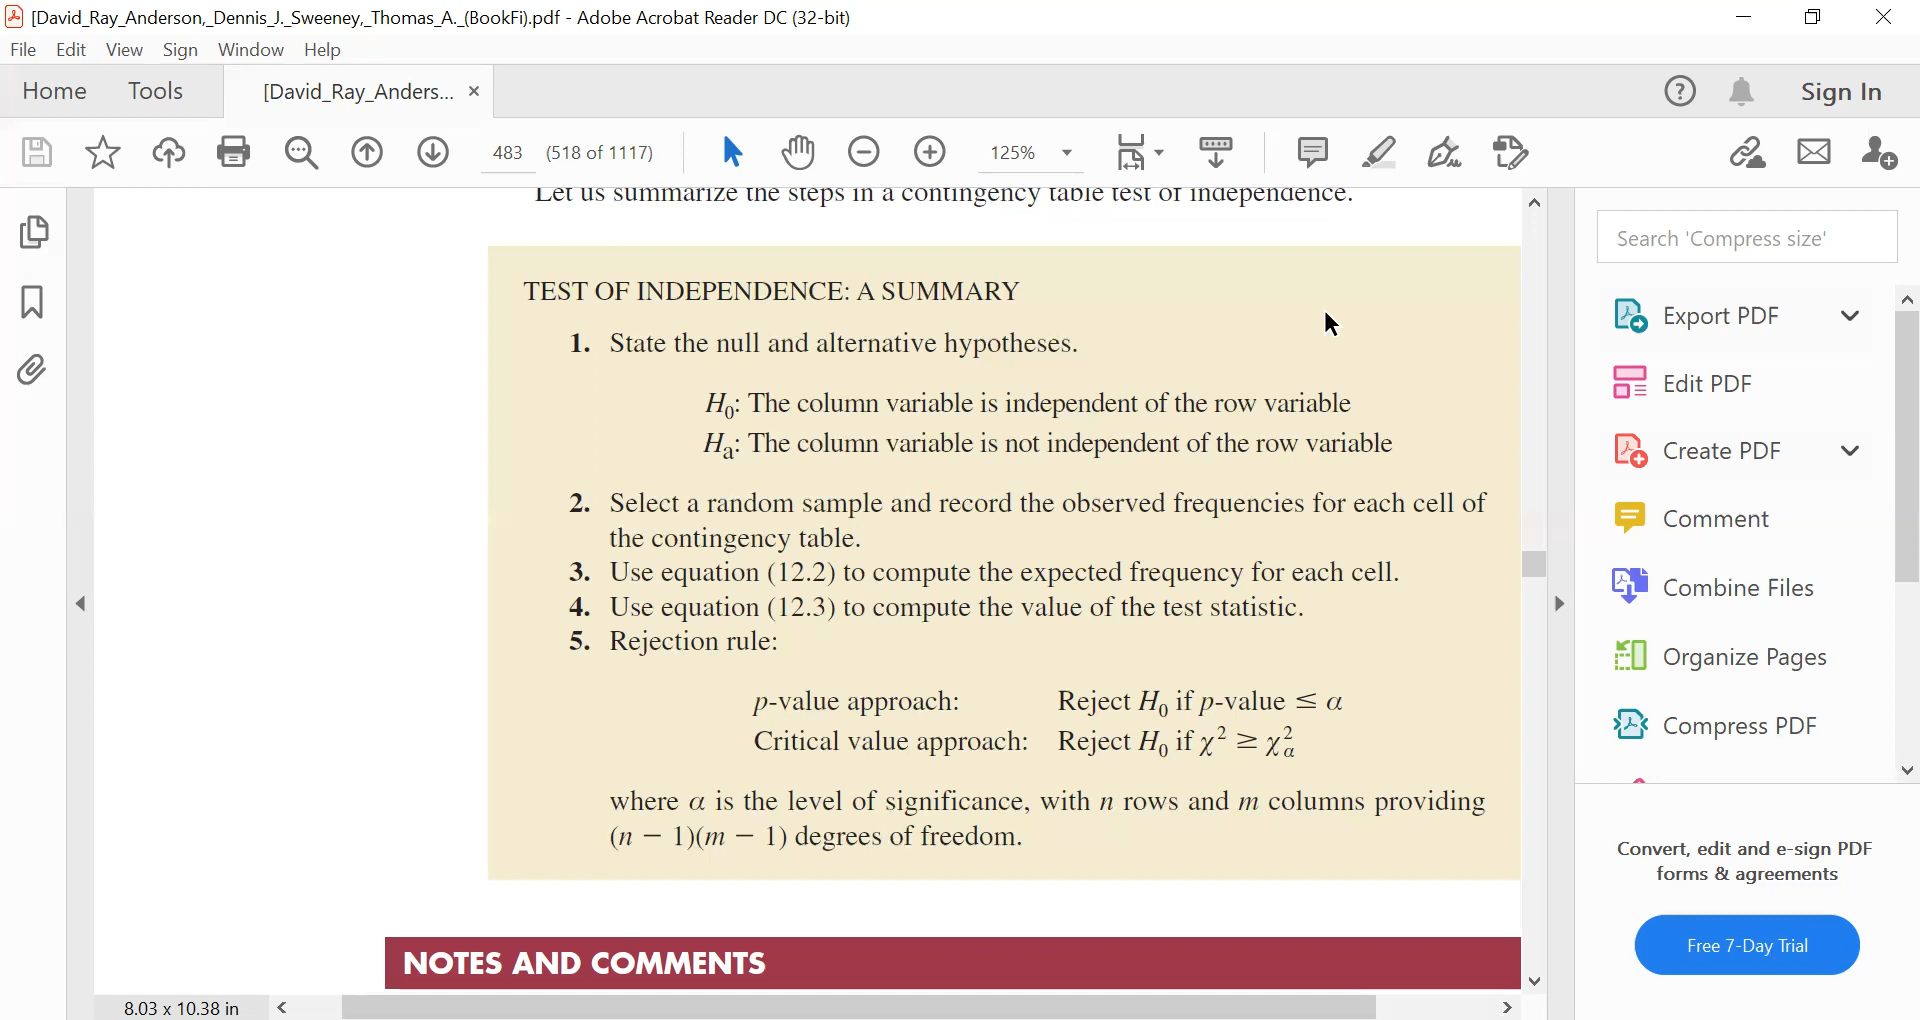 [David_Ray_Anderson,_Dennis_J._Sweeney,_Thomas_A._(BookFi).pdf - Adobe Acrobat Reader DC (32-bit)
File Edit View Sign Window Help
Home Tools [David_Ray_Anders... × Sign In
483 (518 of 1117) 125%
Let us summarize the steps in a contingency table test of independence.
TEST OF INDEPENDENCE: A SUMMARY
1. State the null and alternative hypotheses.
H₀: The column variable is independent of the row variable
Hₐ: The column variable is not independent of the row variable
2. Select a random sample and record the observed frequencies for each cell of
the contingency table.
3. Use equation (12.2) to compute the expected frequency for each cell.
4. Use equation (12.3) to compute the value of the test statistic.
5. Rejection rule:
p-value approach: Reject H₀ if p-value ≤ α
Critical value approach: Reject H₀ if χ² ≥ χ²α
where α is the level of significance, with n rows and m columns providing
(n − 1)(m − 1) degrees of freedom.
NOTES AND COMMENTS
8.03 x 10.38 in
Search 'Compress size'
Export PDF
Edit PDF
Create PDF
Comment
Combine Files
Organize Pages
Compress PDF
Convert, edit and e-sign PDF
forms & agreements
Free 7-Day Trial